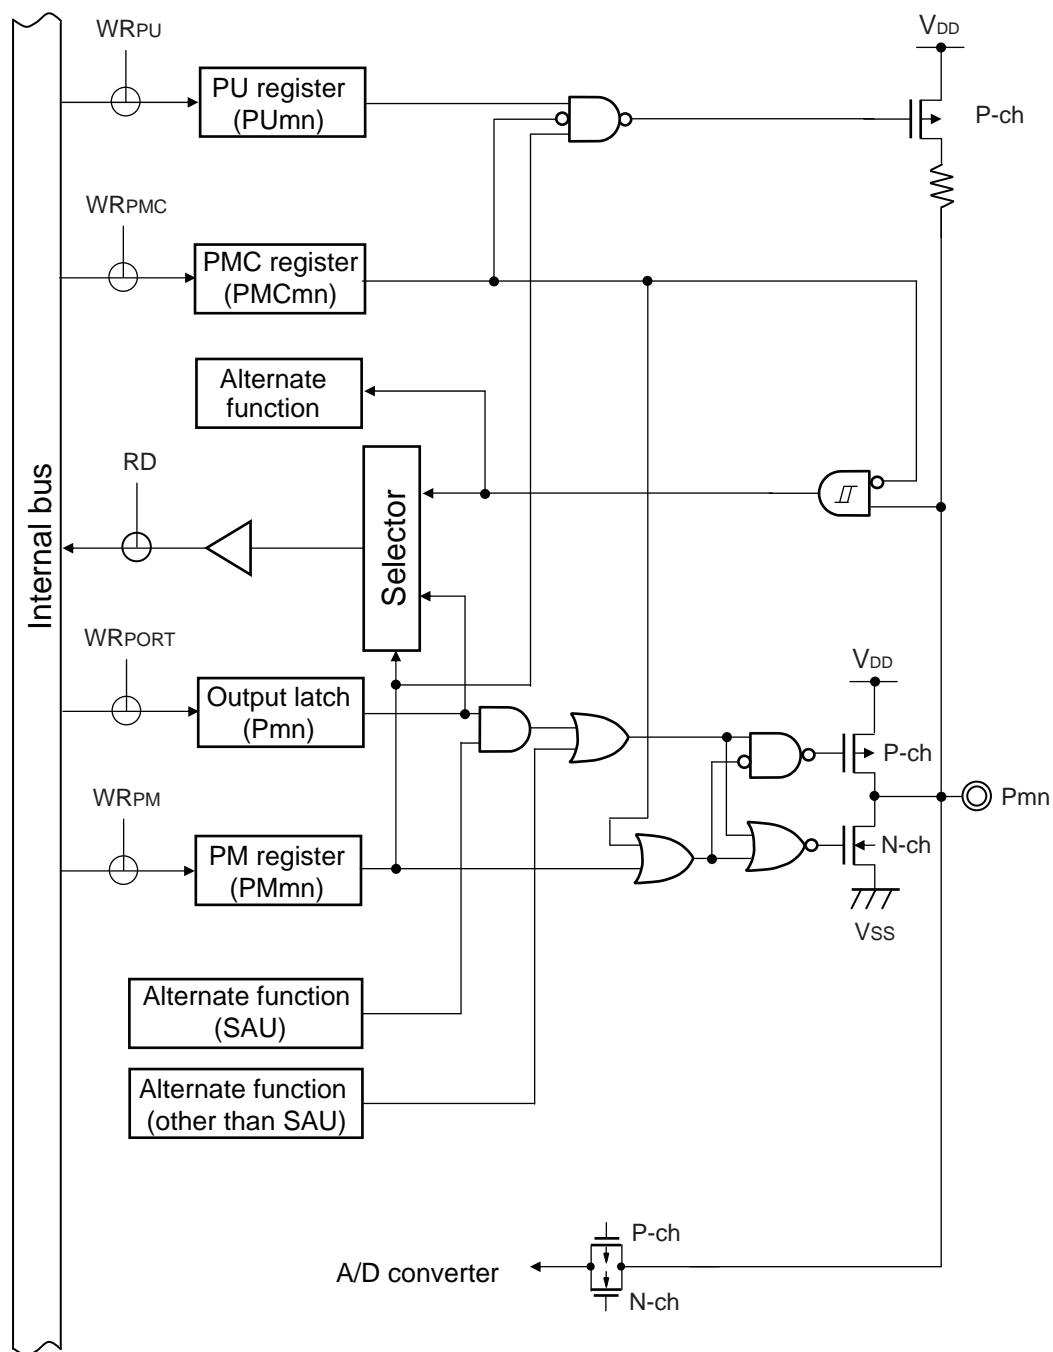 WRPU
VDD
PU register
(PUmn)
P-ch
WRPMC
PMC register
(PMCmn)
Alternate
function
RD
Selector
Internal bus
WRPORT
VDD
Output latch
(Pmn)
P-ch
Pmn
WRPM
PM register
(PMmn)
N-ch
VSS
Alternate function
(SAU)
Alternate function
(other than SAU)
P-ch
A/D converter
N-ch